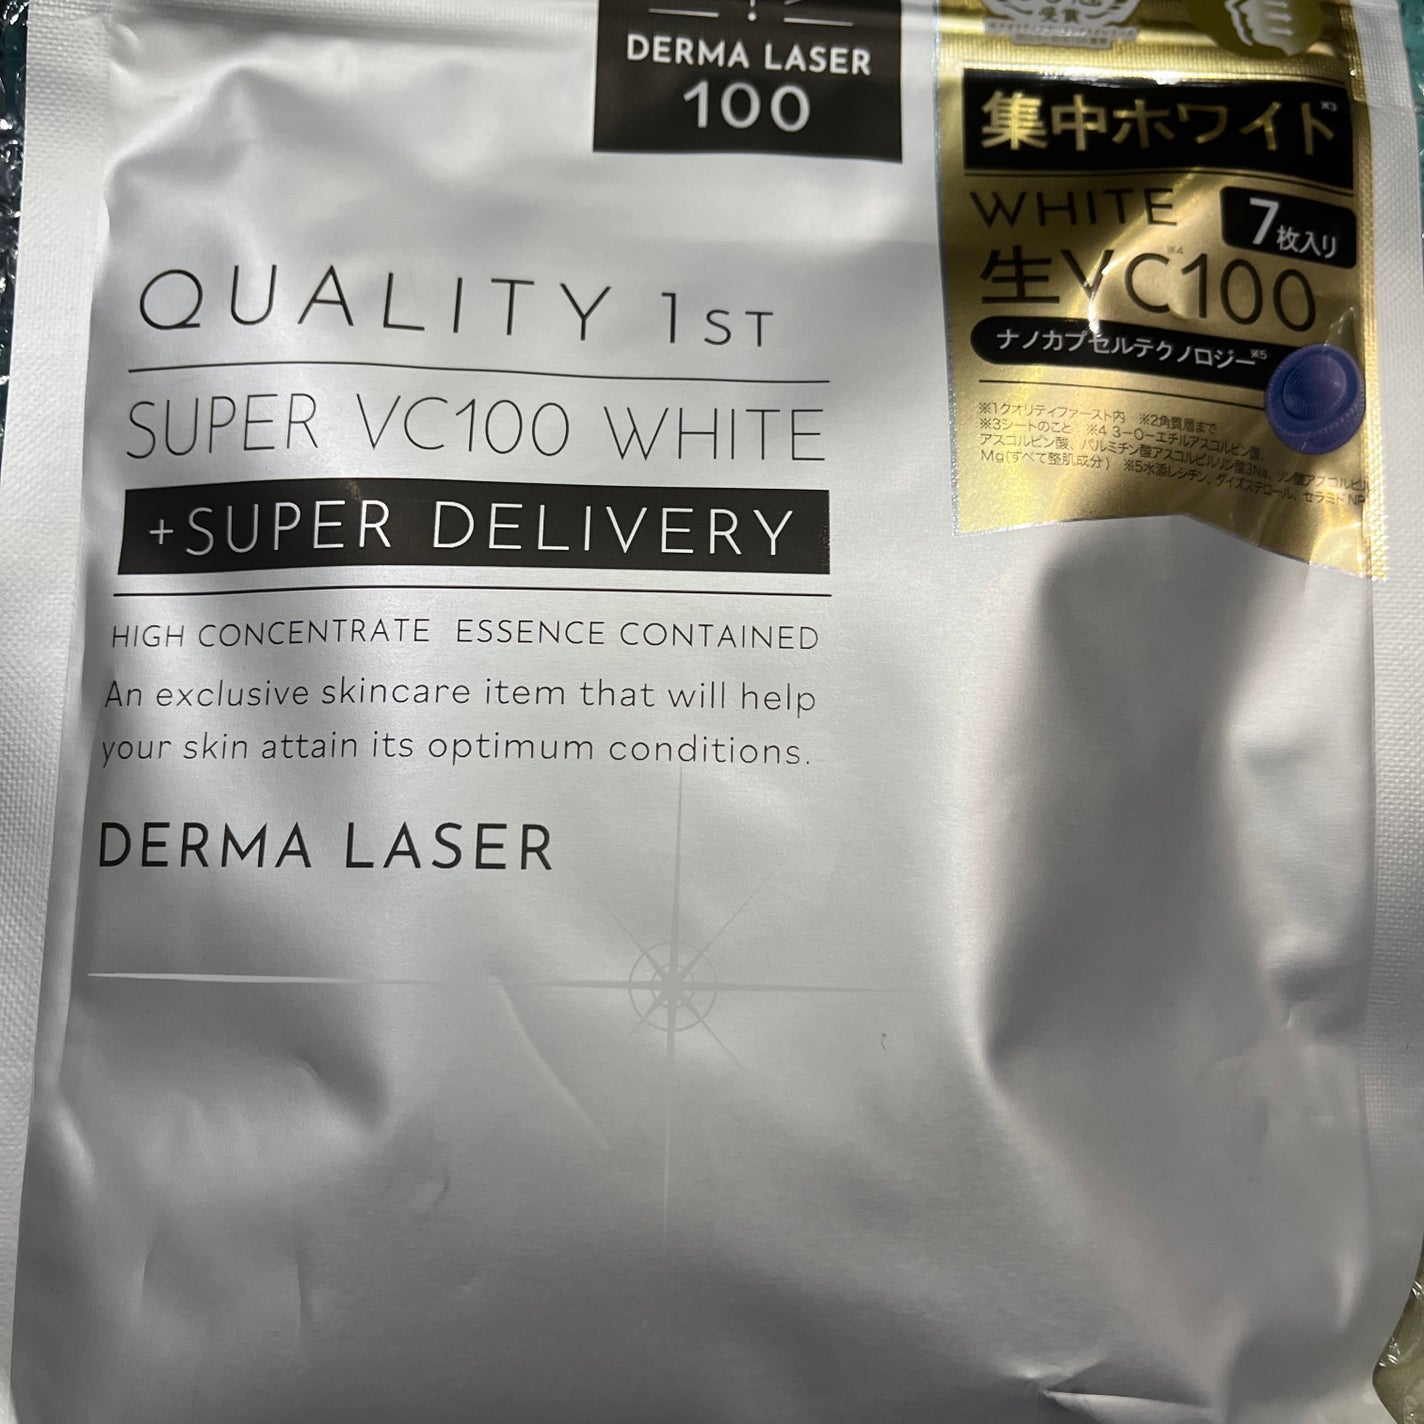 DERMA LASER
100
QUALITY 1ST
SUPER VC100 WHITE
+SUPER DELIVERY
HIGH CONCENTRATE ESSENCE CONTAINED
An exclusive skincare item that will help
your skin attain its optimum conditions.
DERMA LASER
受賞
集中ホワイト※3
WHITE
7枚入り
生VC100※4
ナノカプセルテクノロジー※5
※1クオリティファースト内 ※2角質層まで
※3シートのこと ※4 3-O-エチルアスコルビン酸、
アスコルビン酸、パルミチン酸アスコルビルリン酸3Na、リン酸アスコルビル
Mg(すべて整肌成分) ※5水添レシチン、ダイズステロール、セラミドNP